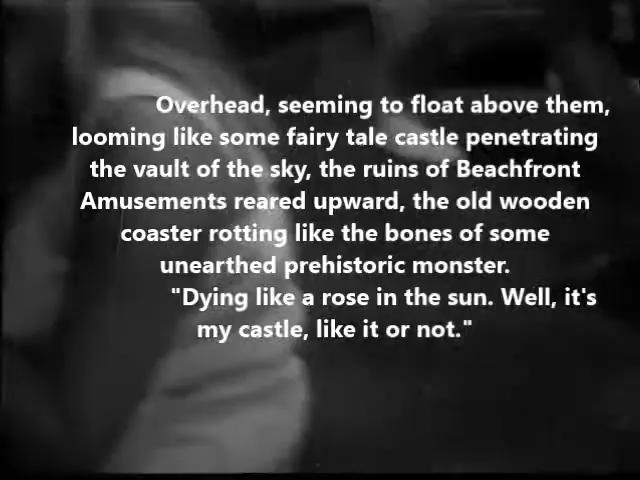 Overhead, seeming to float above them,
looming like some fairy tale castle penetrating
the vault of the sky, the ruins of Beachfront
Amusements reared upward, the old wooden
coaster rotting like the bones of some
unearthed prehistoric monster.
"Dying like a rose in the sun. Well, it's
my castle, like it or not."